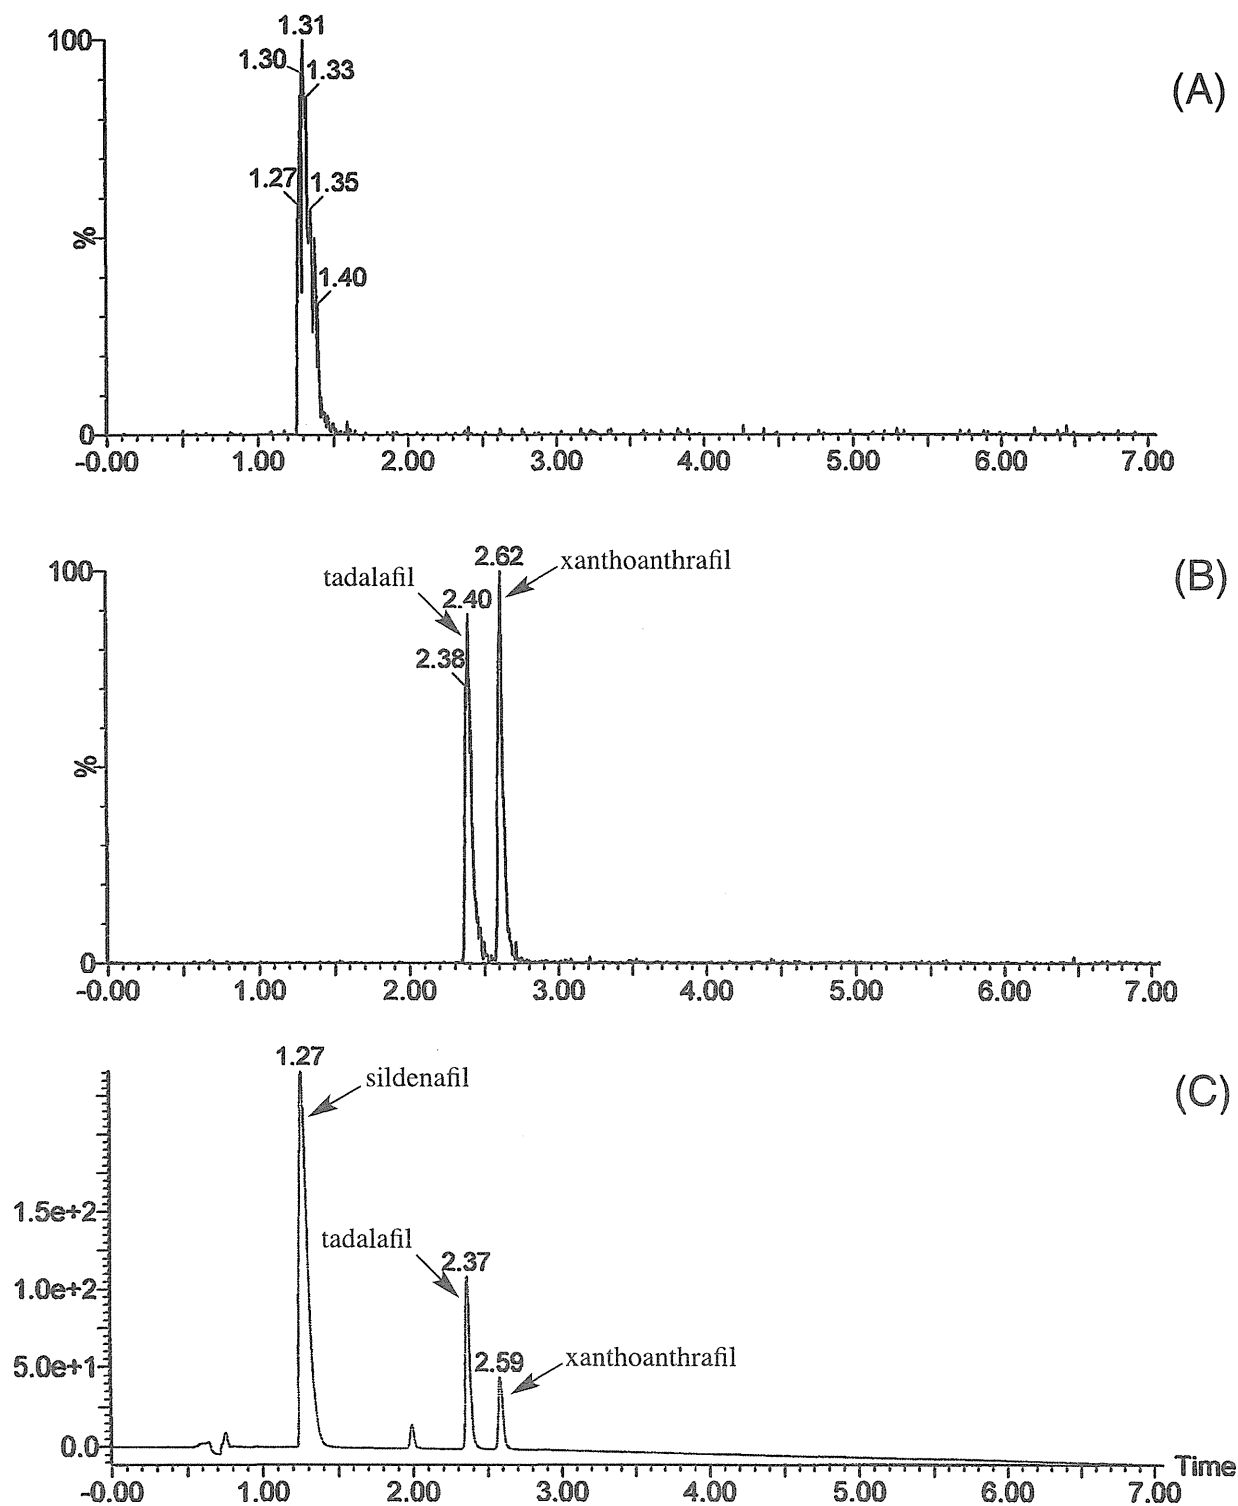 1.31
100
1.30
1.33
(A)
1.27
1.35
%
1.40
0
-0.00 1.00 2.00 3.00 4.00 5.00 6.00 7.00
2.62
xanthoanthrafil
100
tadalafil
(B)
2.40
2.38
%
0
-0.00 1.00 2.00 3.00 4.00 5.00 6.00 7.00
1.27
sildenafil
(C)
1.5e+2
tadalafil
2.37
1.0e+2
xanthoanthrafil
5.0e+1
2.59
0.0
Time
-0.00 1.00 2.00 3.00 4.00 5.00 6.00 7.00